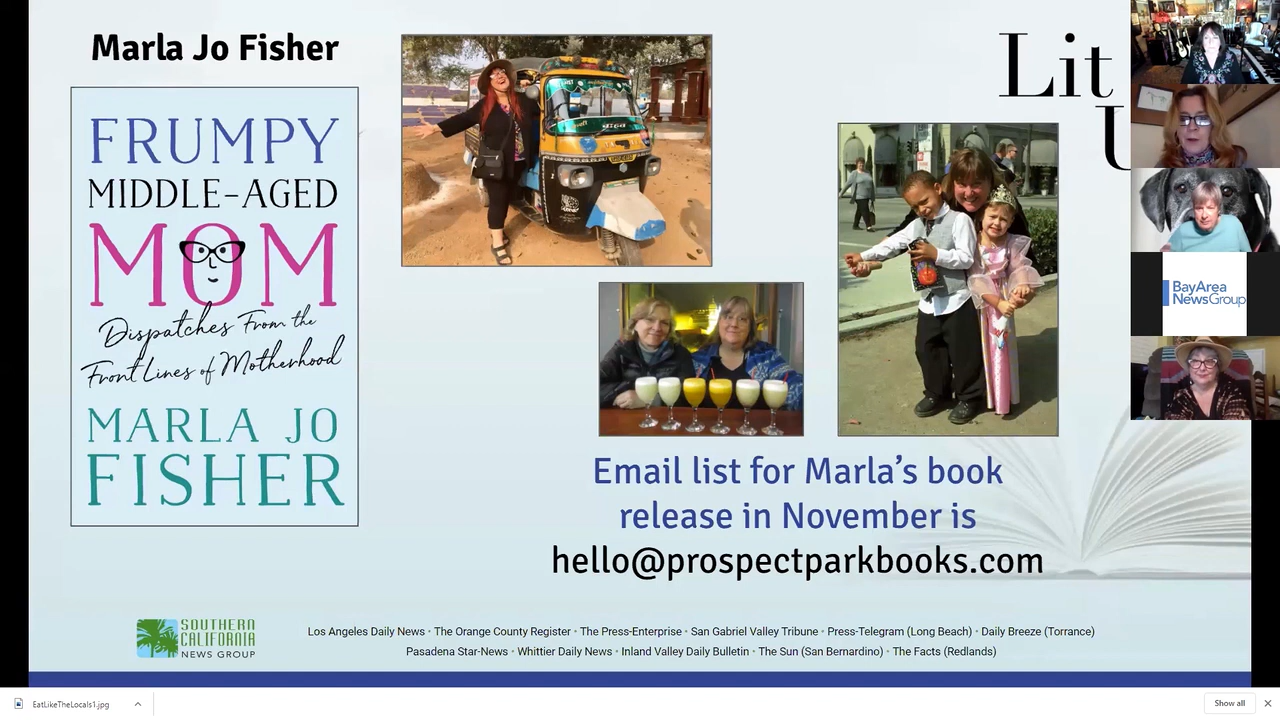 Marla Jo Fisher
FRUMPY
MIDDLE-AGED
MOM
Dispatches From the
Front Lines of Motherhood
MARLA JO
FISHER
Lit
U
BayArea
NewsGroup
Email list for Marla's book
release in November is
hello@prospectparkbooks.com
SOUTHERN
CALIFORNIA
NEWS GROUP
Los Angeles Daily News • The Orange County Register • The Press-Enterprise • San Gabriel Valley Tribune • Press-Telegram (Long Beach) • Daily Breeze (Torrance)
Pasadena Star-News • Whittier Daily News • Inland Valley Daily Bulletin • The Sun (San Bernardino) • The Facts (Redlands)
EatLikeTheLocals1.jpg
Show all